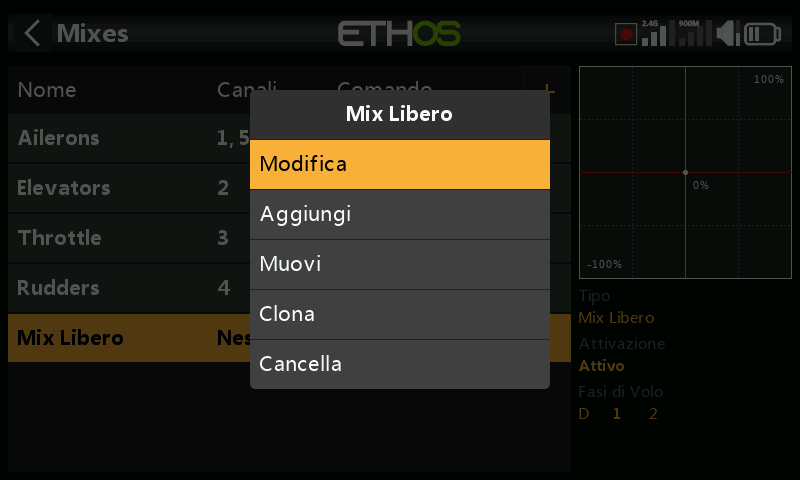 Mixes ETHOS 2.4G 900M
Nome Canali Comando +
Mix Libero
Modifica
Aggiungi
Muovi
Clona
Cancella
Ailerons 1, 5
Elevators 2
Throttle 3
Rudders 4
Mix Libero Nes
100%
0%
-100%
Tipo
Mix Libero
Attivazione
Attivo
Fasi di Volo
D 1 2